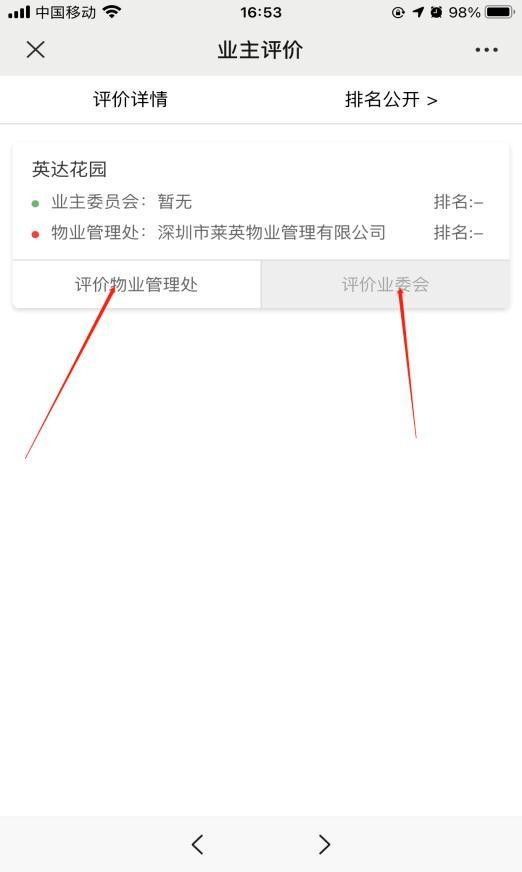 中国移动 16:53 98%
业主评价
评价详情 排名公开 >
英达花园
业主委员会：暂无 排名:–
物业管理处：深圳市莱英物业管理有限公司 排名:–
评价物业管理处 评价业委会